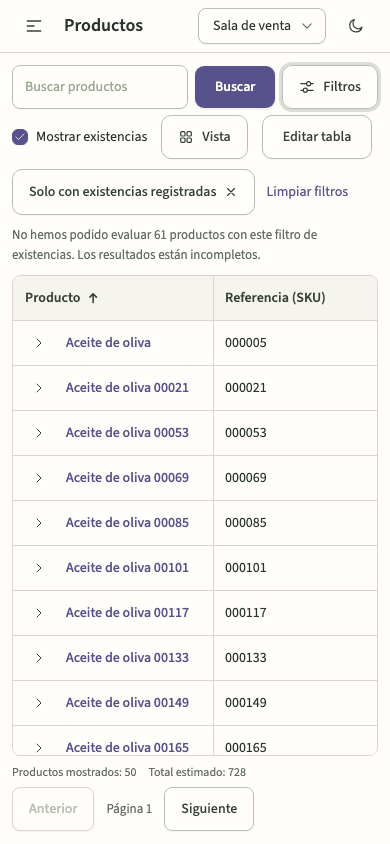 Productos
Sala de venta
Buscar productos
Buscar
Filtros
Mostrar existencias
Vista
Editar tabla
Solo con existencias registradas
Limpiar filtros
No hemos podido evaluar 61 productos con este filtro de
existencias. Los resultados están incompletos.
Producto Referencia (SKU)
Aceite de oliva 000005
Aceite de oliva 00021 000021
Aceite de oliva 00053 000053
Aceite de oliva 00069 000069
Aceite de oliva 00085 000085
Aceite de oliva 00101 000101
Aceite de oliva 00117 000117
Aceite de oliva 00133 000133
Aceite de oliva 00149 000149
Aceite de oliva 00165 000165
Productos mostrados: 50 Total estimado: 728
Anterior
Página 1
Siguiente